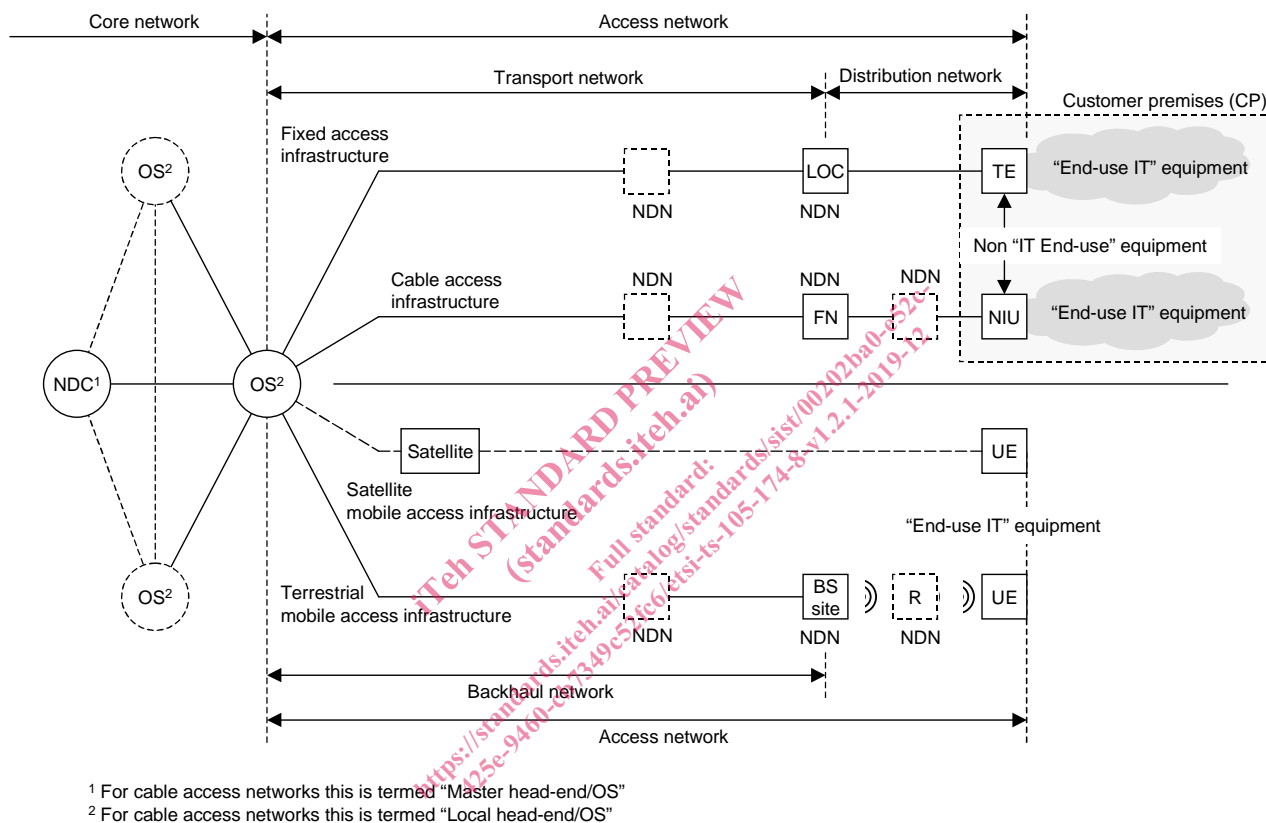 Core network
Access network
Transport network
Distribution network
Customer premises (CP)
Fixed access
infrastructure
OS²
LOC
TE
“End-use IT” equipment
NDN
NDN
Non “IT End-use” equipment
Cable access
infrastructure
NDN
NDN
NDN
FN
NIU
“End-use IT” equipment
NDC¹
OS²
Satellite
UE
Satellite
mobile access infrastructure
“End-use IT” equipment
OS²
Terrestrial
mobile access infrastructure
BS
site
R
UE
NDN
NDN
NDN
Backhaul network
Access network
¹ For cable access networks this is termed “Master head-end/OS”
² For cable access networks this is termed “Local head-end/OS”
iTeh STANDARD PREVIEW
(standards.iteh.ai)
Full standard:
https://standards.iteh.ai/catalog/standards/sist/00202ba0-e52c-
425e-9460-cb7349c52fc6/etsi-ts-105-174-8-v1.2.1-2019-12